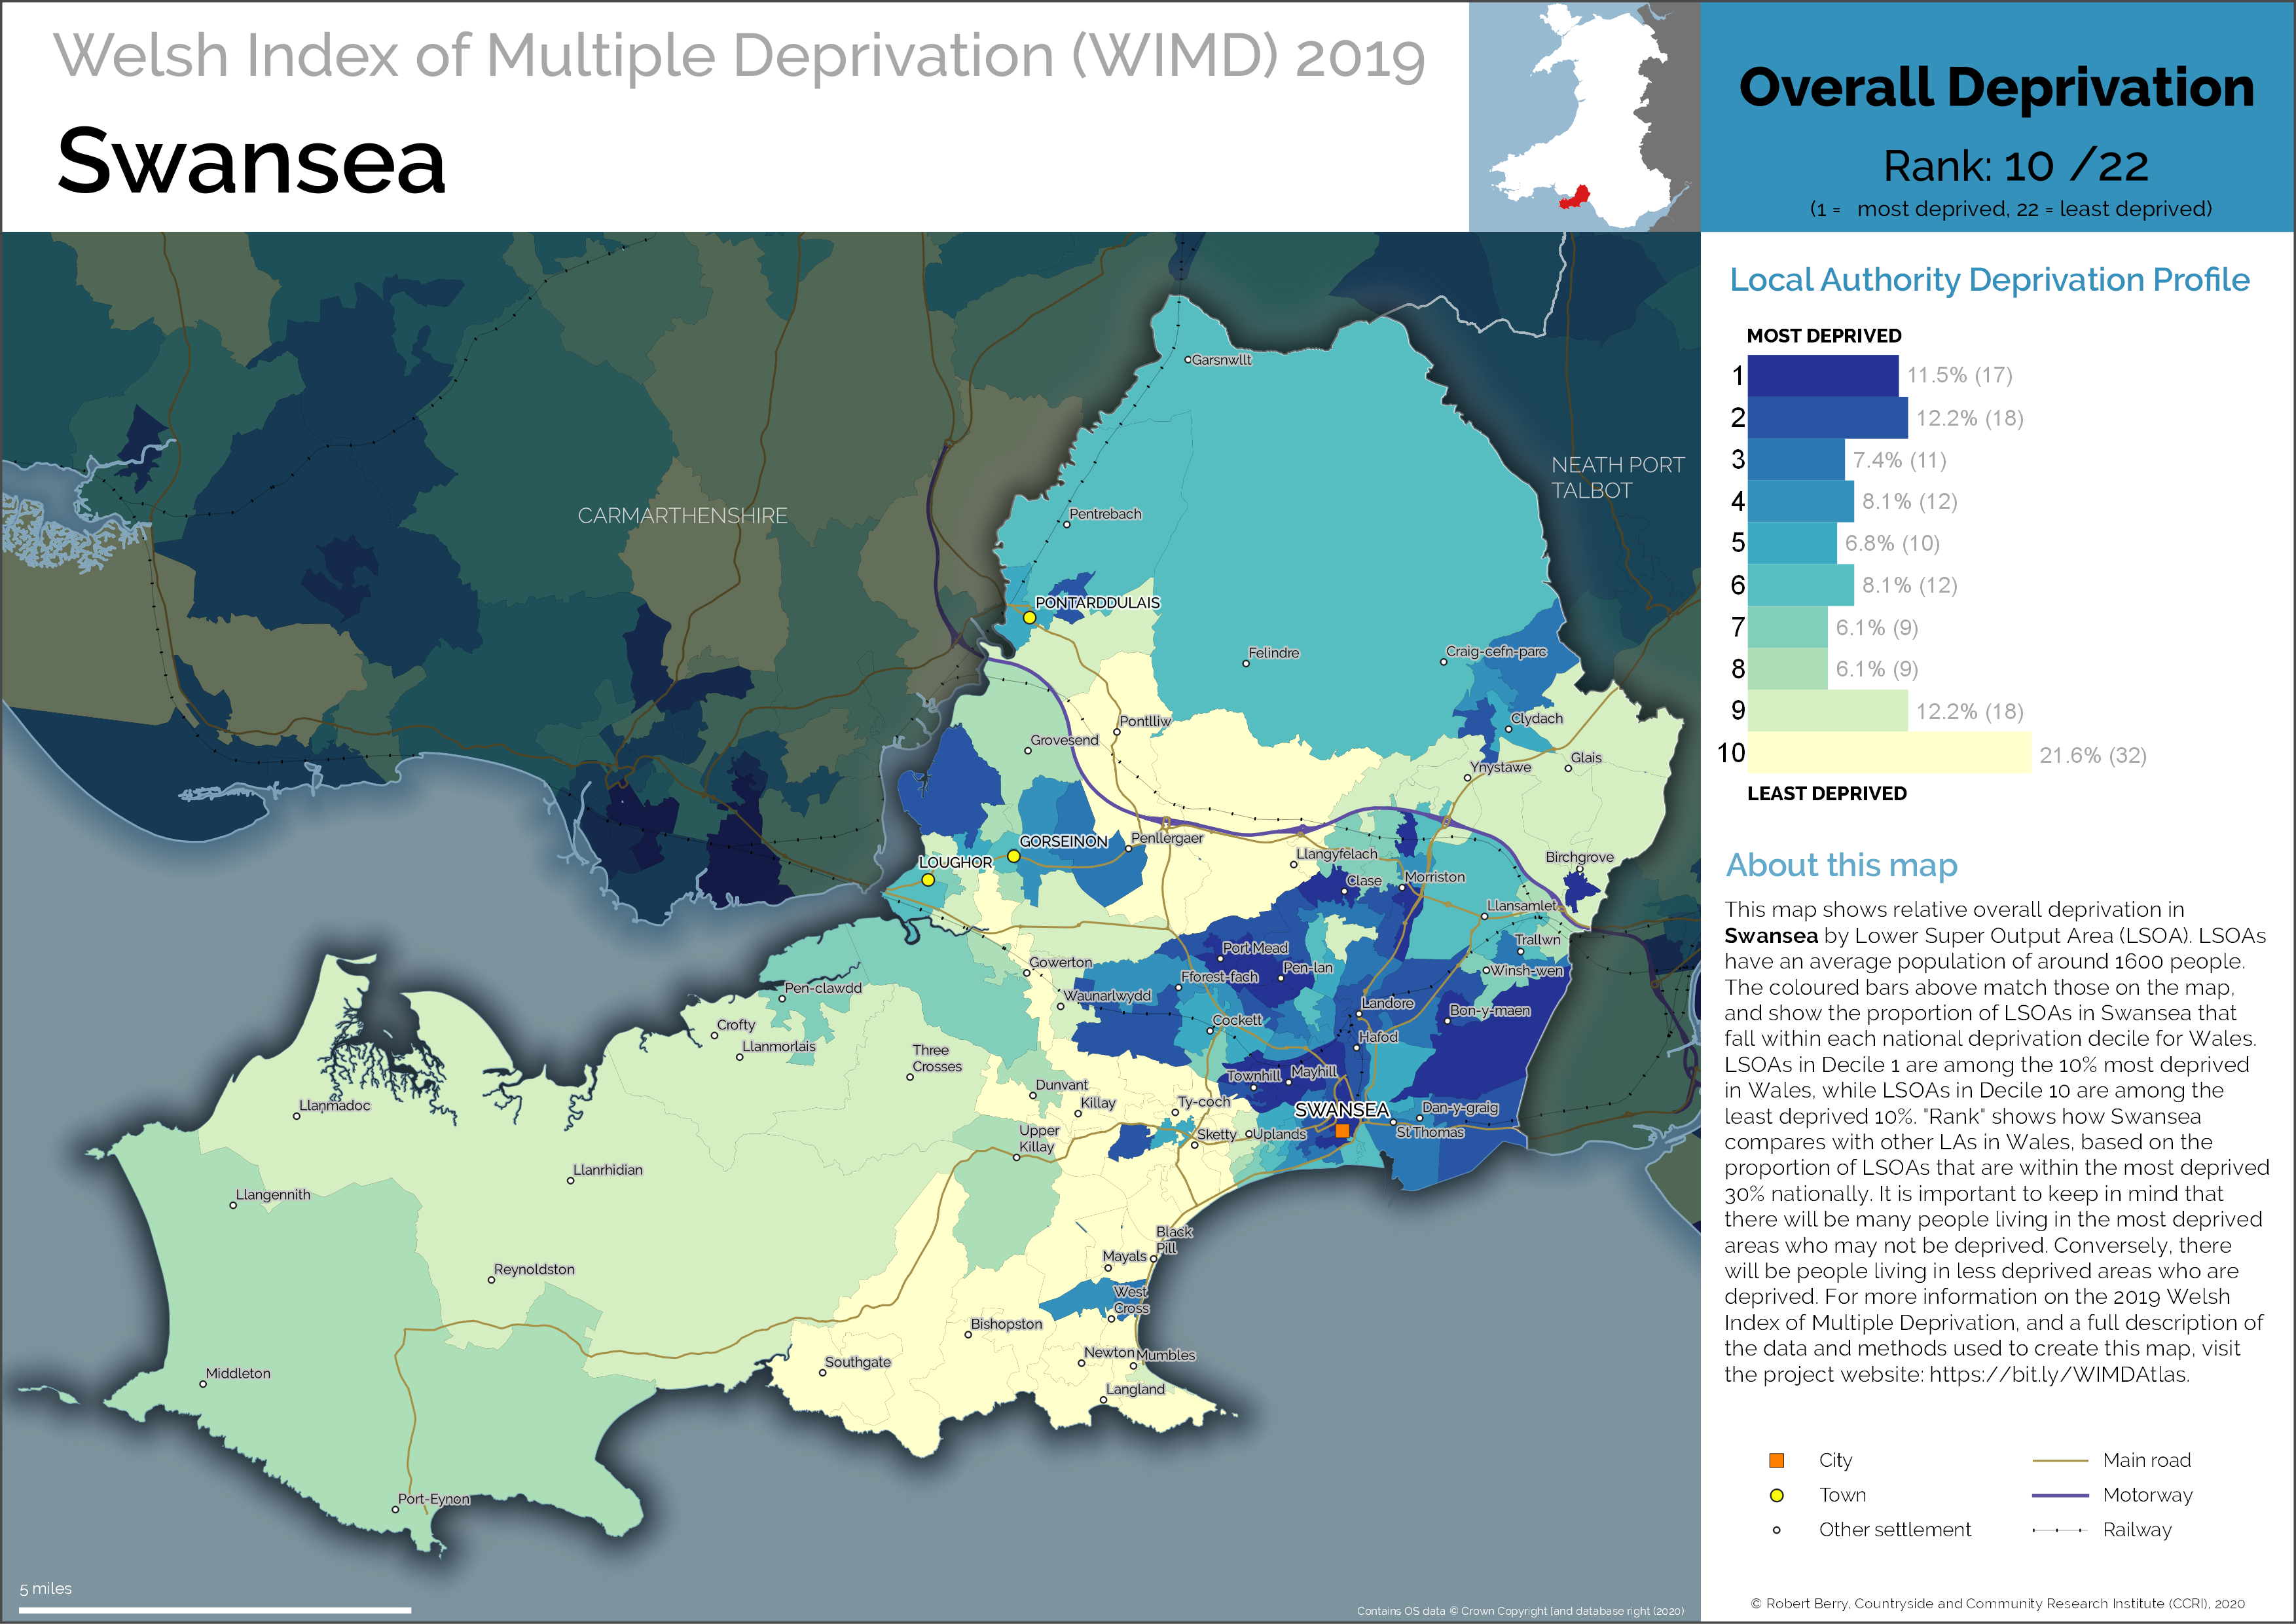 Welsh Index of Multiple Deprivation (WIMD) 2019
Swansea
Overall Deprivation
Rank: 10 /22
(1 = most deprived, 22 = least deprived)
Local Authority Deprivation Profile
MOST DEPRIVED
1 11.5% (17)
2 12.2% (18)
3 7.4% (11)
4 8.1% (12)
5 6.8% (10)
6 8.1% (12)
7 6.1% (9)
8 6.1% (9)
9 12.2% (18)
10 21.6% (32)
LEAST DEPRIVED
About this map
This map shows relative overall deprivation in
Swansea by Lower Super Output Area (LSOA). LSOAs
have an average population of around 1600 people.
The coloured bars above match those on the map,
and show the proportion of LSOAs in Swansea that
fall within each national deprivation decile for Wales.
LSOAs in Decile 1 are among the 10% most deprived
in Wales, while LSOAs in Decile 10 are among the
least deprived 10%. "Rank" shows how Swansea
compares with other LAs in Wales, based on the
proportion of LSOAs that are within the most deprived
30% nationally. It is important to keep in mind that
there will be many people living in the most deprived
areas who may not be deprived. Conversely, there
will be people living in less deprived areas who are
deprived. For more information on the 2019 Welsh
Index of Multiple Deprivation, and a full description of
the data and methods used to create this map, visit
the project website: https://bit.ly/WIMDAtlas.
City
Main road
Town
Motorway
Other settlement
Railway
© Robert Berry, Countryside and Community Research Institute (CCRI), 2020
Garsnwllt
NEATH PORT
TALBOT
CARMARTHENSHIRE
Pentrebach
PONTARDDULAIS
Felindre
Craig-cefn-parc
Pontlliw
Clydach
Grovesend
Glais
Ynystawe
GORSEINON
Penllergaer
LOUGHOR
Llangyfelach
Birchgrove
Clase
Morriston
Llansamlet
Port Mead
Trallwn
Gowerton
Fforest-fach
Pen-lan
Winsh-wen
Pen-clawdd
Waunarlwydd
Landore
Bon-y-maen
Crofty
Cockett
Hafod
Llanmorlais
Three
Crosses
Townhill
Mayhill
Dunvant
Llanmadoc
Killay
Ty-coch
SWANSEA
Dan-y-graig
Upper
Killay
Sketty
Uplands
St Thomas
Llanrhidian
Llangennith
Black
Pill
Mayals
Reynoldston
West
Cross
Bishopston
Newton
Mumbles
Southgate
Middleton
Langland
Port-Eynon
5 miles
Contains OS data © Crown Copyright [and database right (2020)